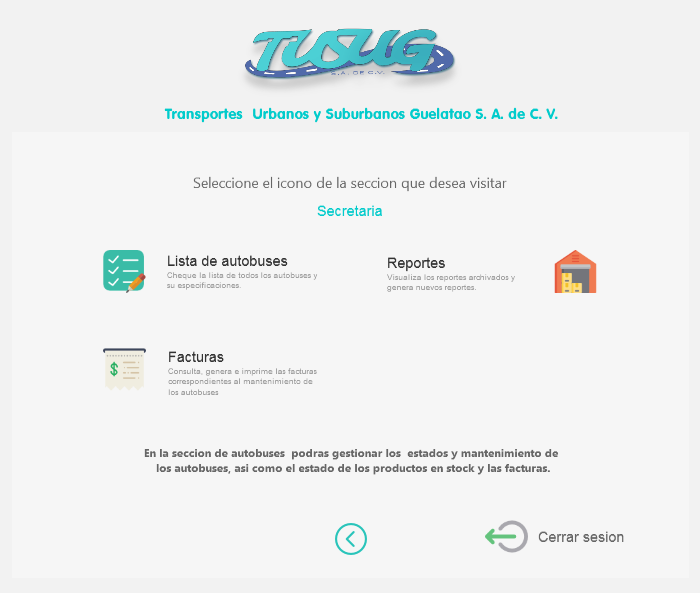 TUSUG
S.A. DE C.V.
Transportes Urbanos y Suburbanos Guelatao S. A. de C. V.
Seleccione el icono de la seccion que desea visitar
Secretaria
Lista de autobuses
Cheque la lista de todos los autobuses y
su especificaciones.
Reportes
Visualiza los reportes archivados y
genera nuevos reportes.
$
Facturas
Consulta, genera e imprime las facturas
correspondientes al mantenimiento de
los autobuses
En la seccion de autobuses podras gestionar los estados y mantenimiento de
los autobuses, asi como el estado de los productos en stock y las facturas.
Cerrar sesion